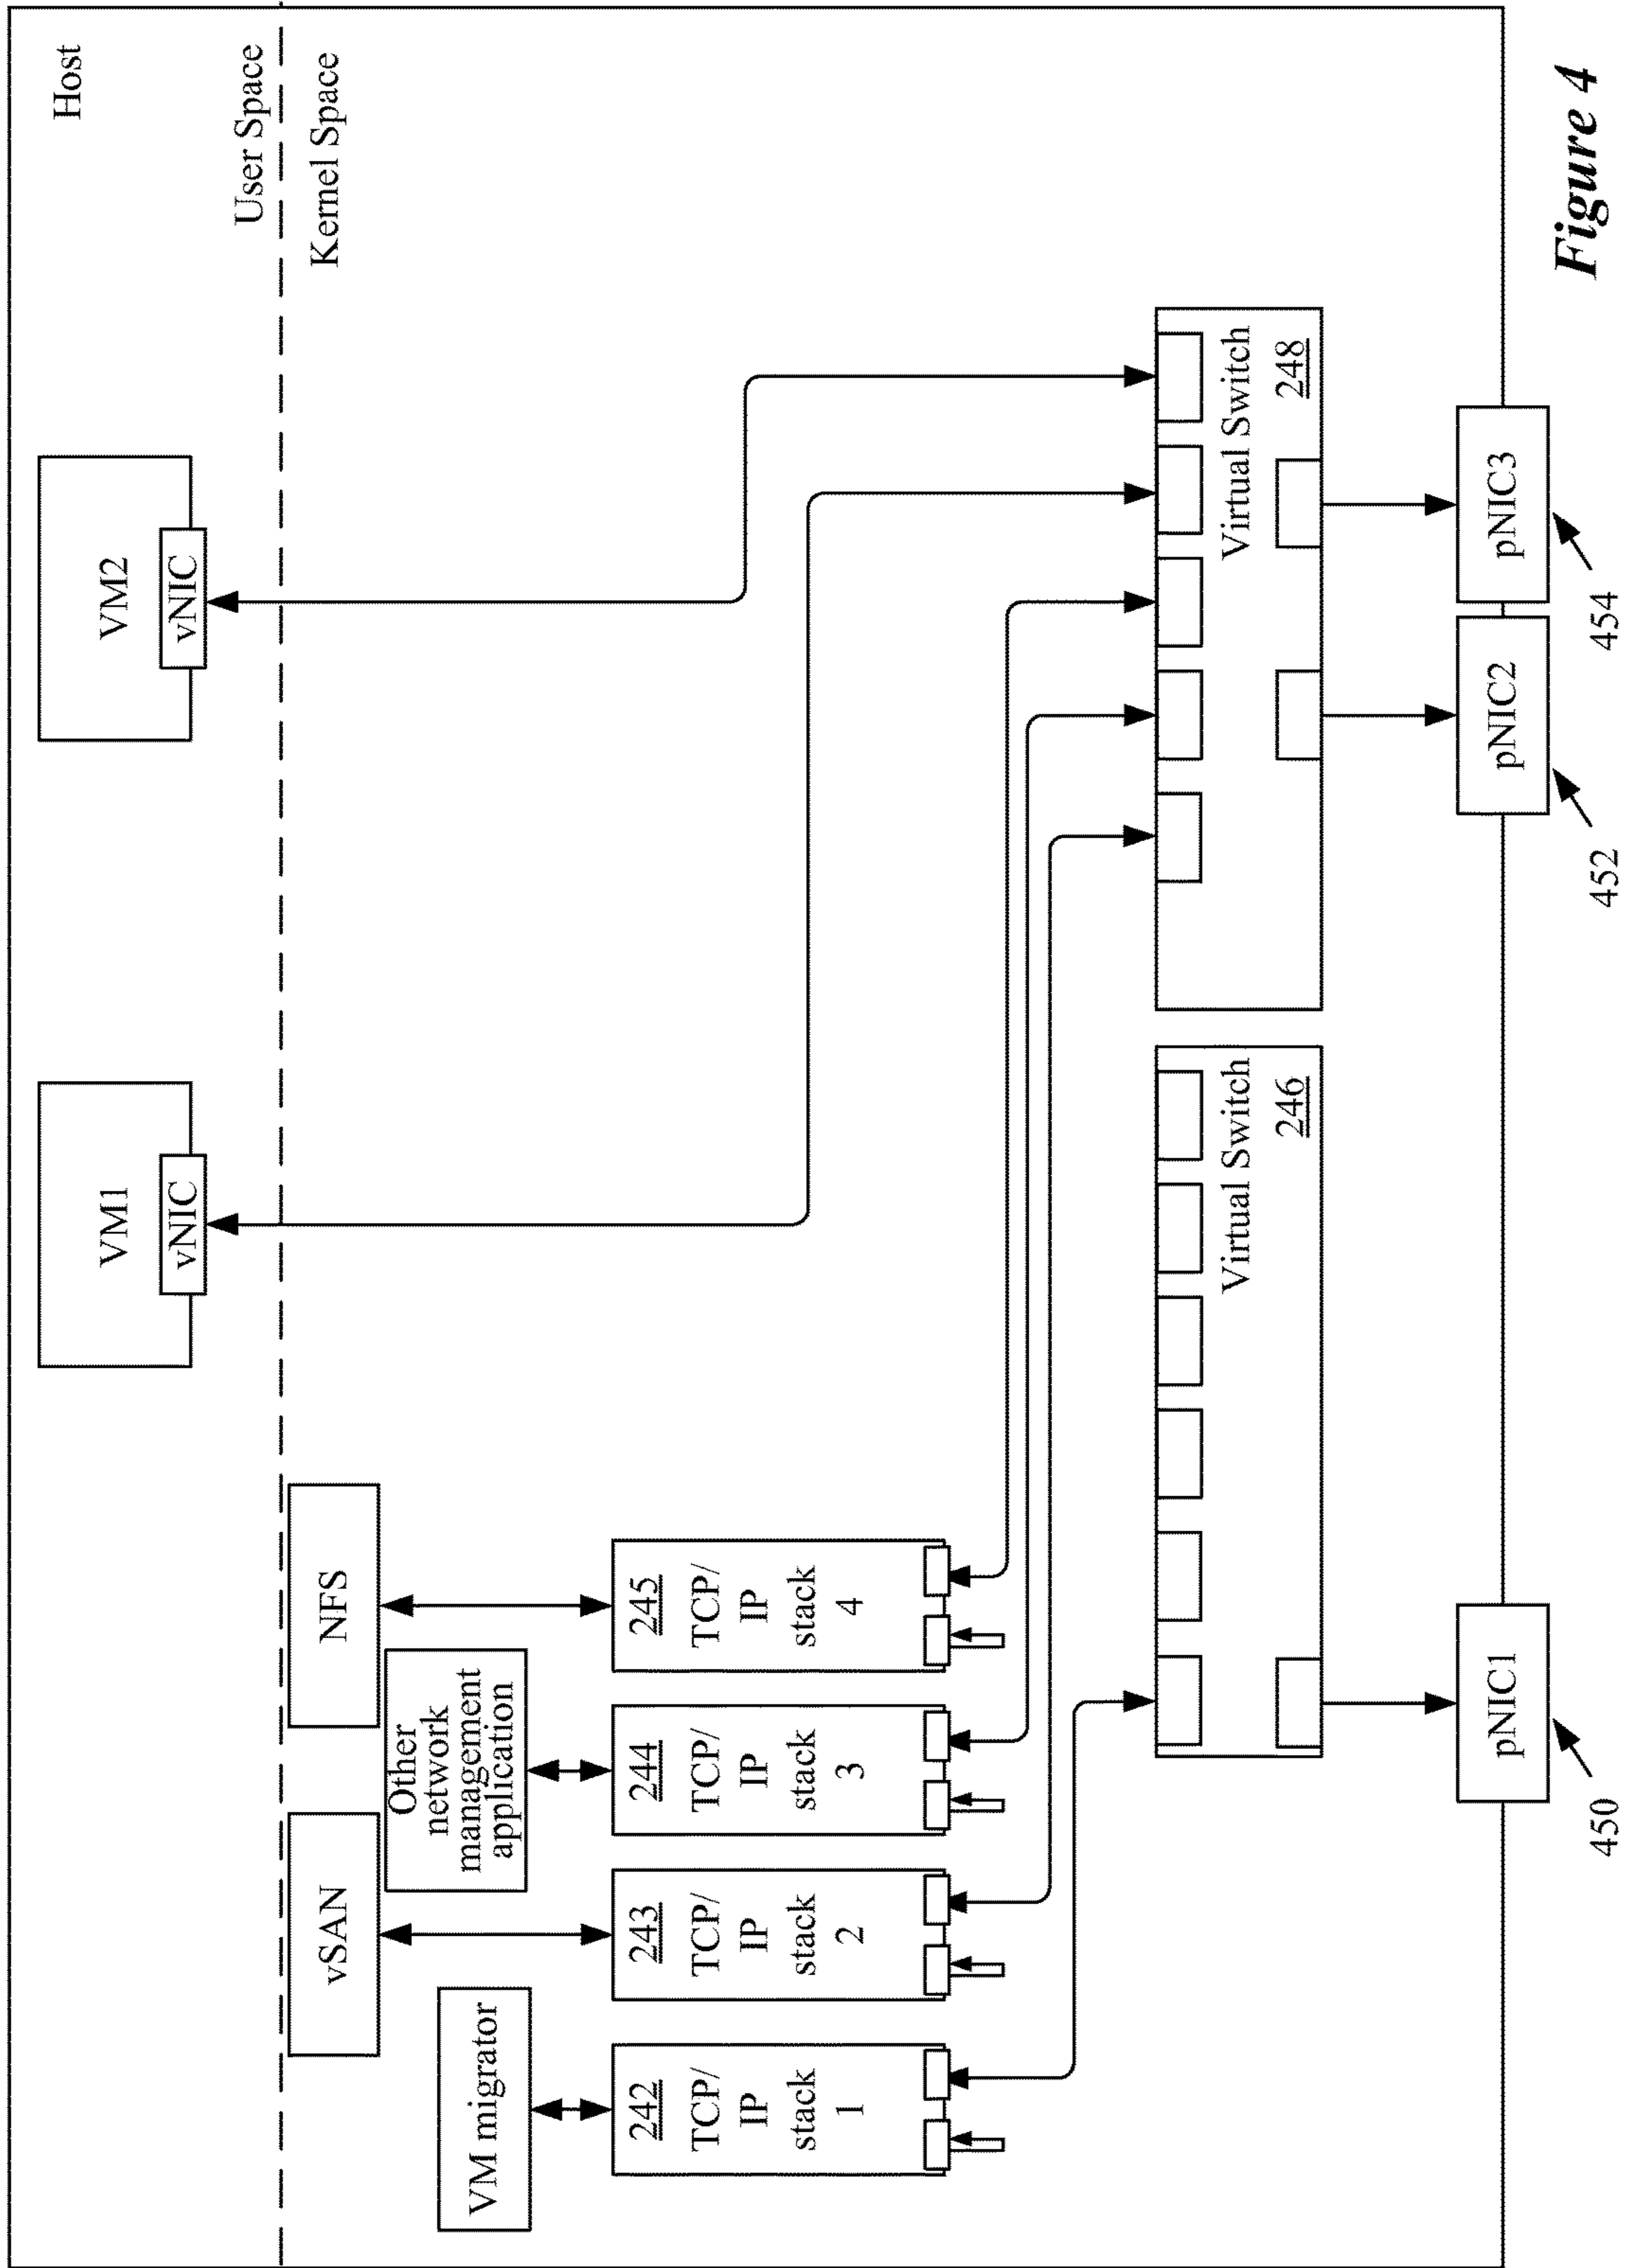 Host
VM1
vNIC
VM2
vNIC
User Space
Kernel Space
vSAN
NFS
Other
network
management
application
VM migrator
242
TCP/
IP
stack
1
243
TCP/
IP
stack
2
244
TCP/
IP
stack
3
245
TCP/
IP
stack
4
Virtual Switch
246
Virtual Switch
248
pNIC1
pNIC2
pNIC3
450
452
454
Figure 4